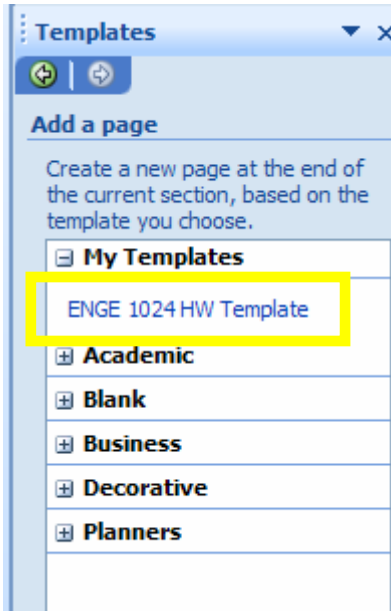 Templates
Add a page
Create a new page at the end of
the current section, based on the
template you choose.
My Templates
ENGE 1024 HW Template
Academic
Blank
Business
Decorative
Planners